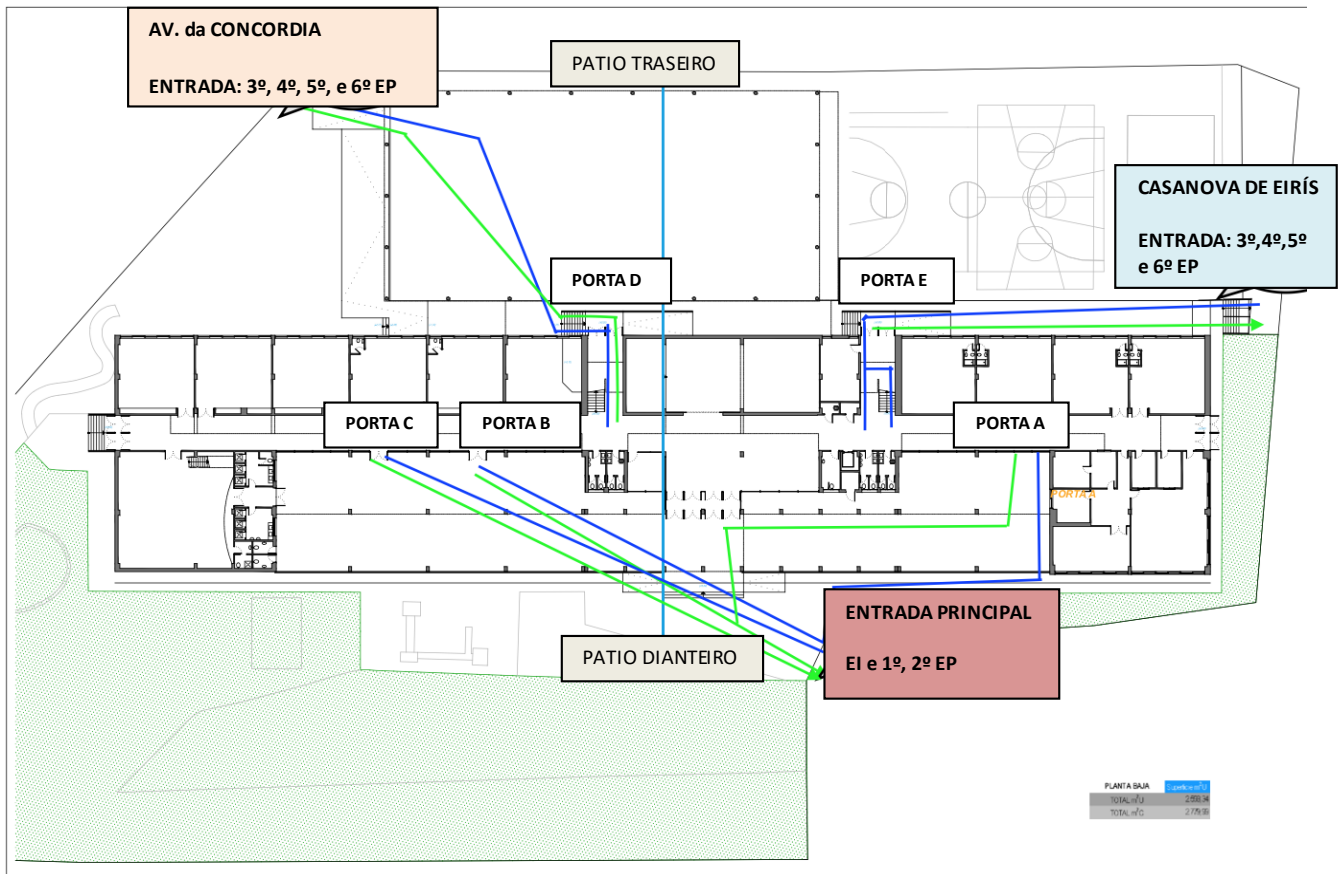 AV. da CONCORDIA
ENTRADA: 3º, 4º, 5º, e 6º EP
PATIO TRASEIRO
CASANOVA DE EIRÍS
ENTRADA: 3º,4º,5º
e 6º EP
PORTA D
PORTA E
PORTA C
PORTA B
PORTA A
PORTA A
ENTRADA PRINCIPAL
EI e 1º, 2º EP
PATIO DIANTEIRO
PLANTA BAJA
TOTAL
TOTAL